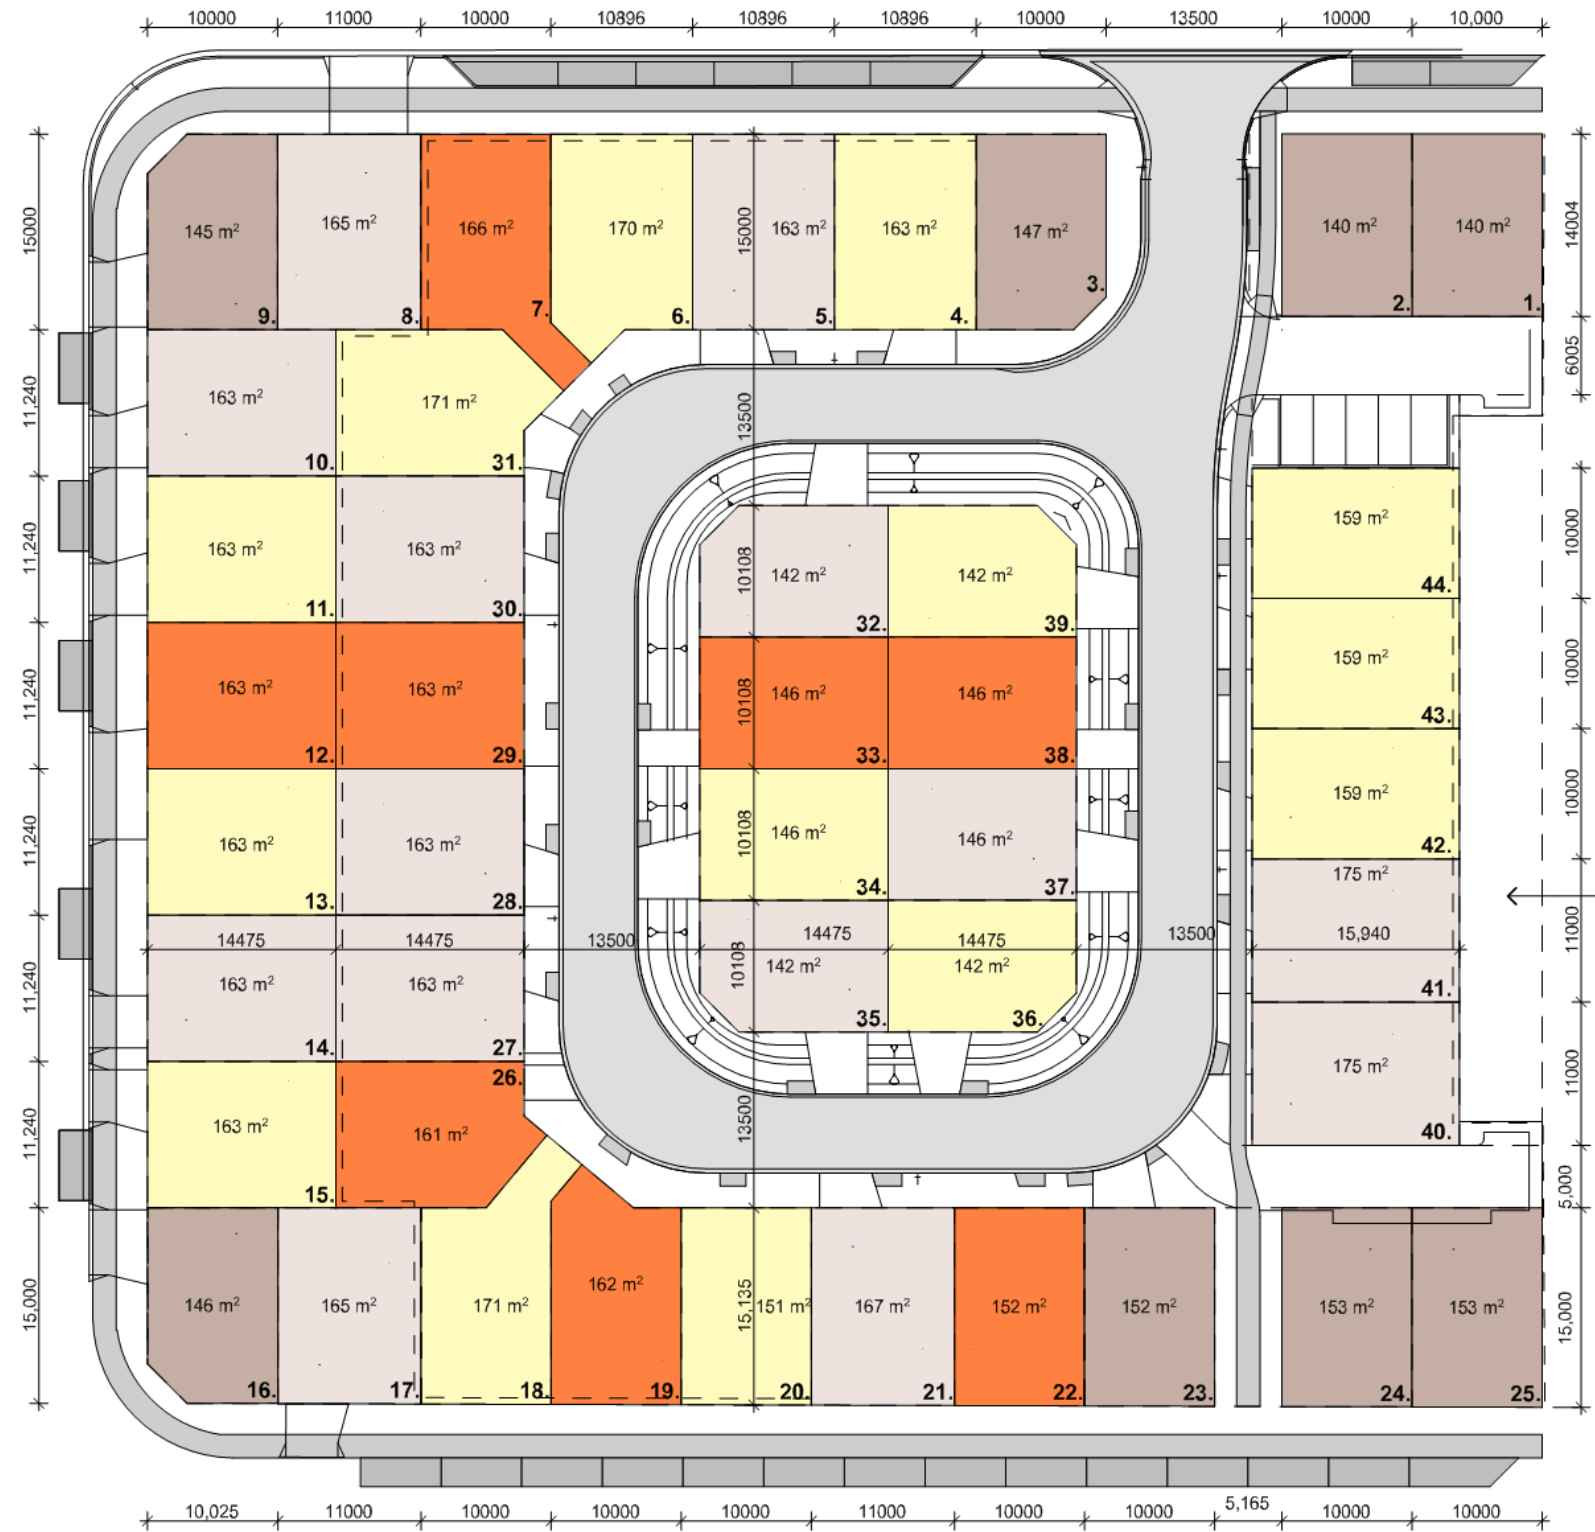 10000 11000 10000 10896 10896 10896 10000 13500 10000 10,000
15000 145 m² 165 m² 166 m² 170 m² 15000 163 m² 163 m² 147 m² 140 m² 140 m² 14004
9. 8. 7. 6. 5. 4. 3. 2. 1.
11,240 163 m² 171 m² 13500 6005
10. 31.
11,240 163 m² 163 m² 10108 142 m² 142 m² 159 m² 10000
11. 30. 32. 39. 44.
11,240 163 m² 163 m² 10108 146 m² 146 m² 159 m² 10000
12. 29. 33. 38. 43.
11,240 163 m² 163 m² 10108 146 m² 146 m² 159 m² 10000
13. 28. 34. 37. 42.
175 m²
14475 14475 13500 14475 14475 13500 15,940 11000
11,240 163 m² 163 m² 10108 142 m² 142 m²
14. 27. 35. 36. 41.
26.
11,240 163 m² 161 m² 13500 175 m² 11000
15. 40.
5,000
15,000 146 m² 165 m² 171 m² 162 m² 15,135 151 m² 167 m² 152 m² 152 m² 153 m² 153 m² 15,000
16. 17. 18. 19. 20. 21. 22. 23. 24. 25.
10,025 11000 10000 10000 10000 11000 10000 10000 5,165 10000 10000